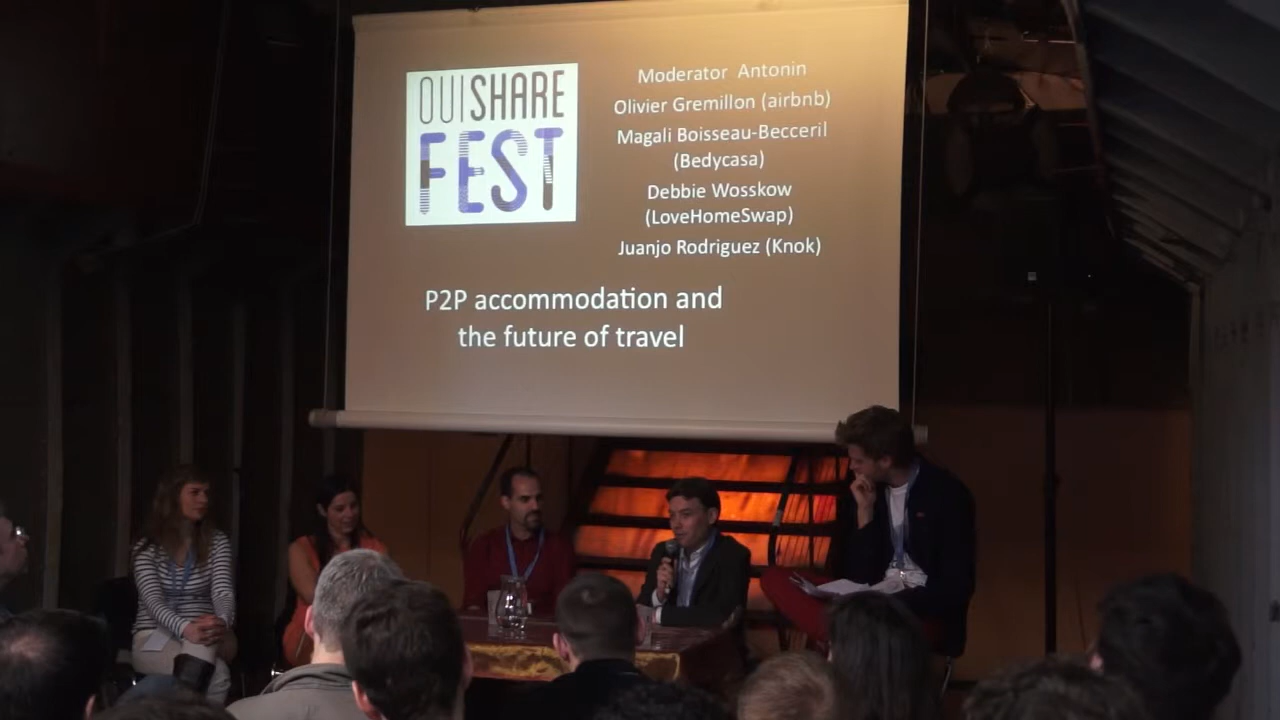 OUISHARE
FEST
Moderator Antonin
Olivier Gremillon (airbnb)
Magali Boisseau-Becceril
(Bedycasa)
Debbie Wosskow
(LoveHomeSwap)
Juanjo Rodriguez (Knok)
P2P accommodation and
the future of travel